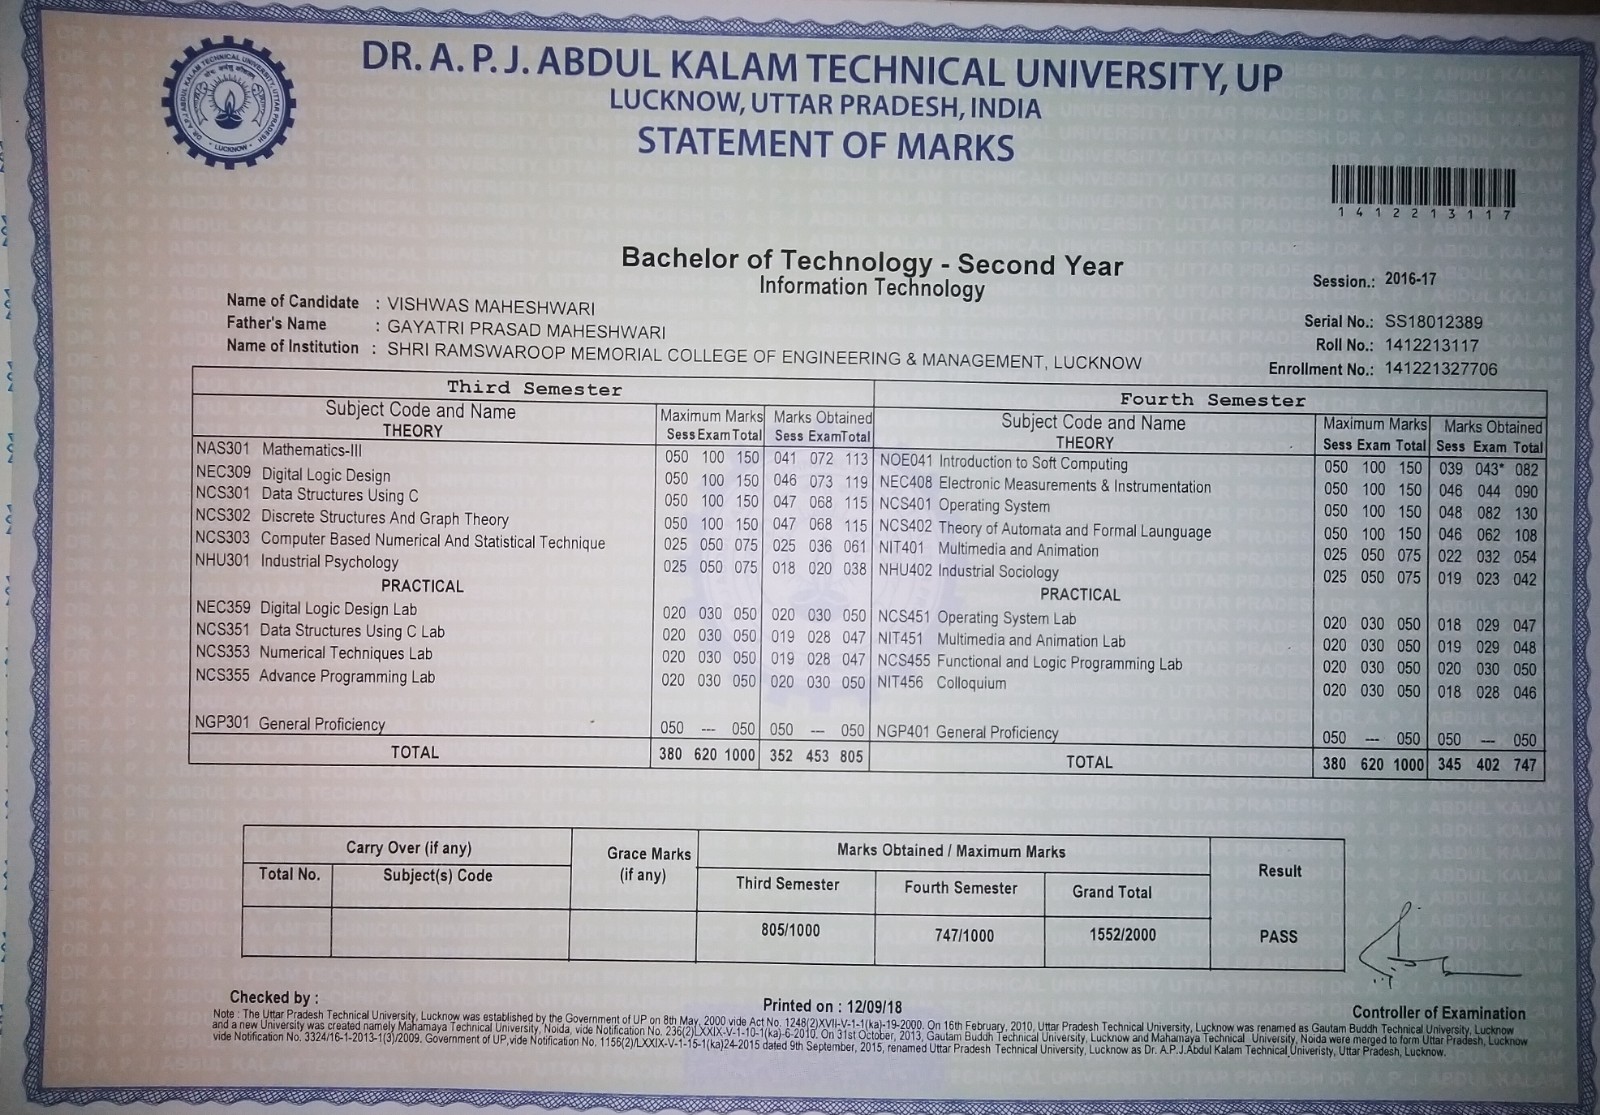 DR. A. P. J. ABDUL KALAM TECHNICAL UNIVERSITY, UP
LUCKNOW, UTTAR PRADESH, INDIA
STATEMENT OF MARKS
1 4 1 2 2 1 3 1 1 7
Bachelor of Technology - Second Year
Information Technology
Session.: 2016-17
Name of Candidate : VISHWAS MAHESHWARI
Father's Name : GAYATRI PRASAD MAHESHWARI
Name of Institution : SHRI RAMSWAROOP MEMORIAL COLLEGE OF ENGINEERING & MANAGEMENT, LUCKNOW
Serial No.: SS18012389
Roll No.: 1412213117
Enrollment No.: 141221327706
Third Semester
Subject Code and Name Maximum Marks Marks Obtained
THEORY Sess Exam Total Sess Exam Total
NAS301 Mathematics-III 050 100 150 041 072 113
NEC309 Digital Logic Design 050 100 150 046 073 119
NCS301 Data Structures Using C 050 100 150 047 068 115
NCS302 Discrete Structures And Graph Theory 050 100 150 047 068 115
NCS303 Computer Based Numerical And Statistical Technique 025 050 075 025 036 061
NHU301 Industrial Psychology 025 050 075 018 020 038
PRACTICAL
NEC359 Digital Logic Design Lab 020 030 050 020 030 050
NCS351 Data Structures Using C Lab 020 030 050 019 028 047
NCS353 Numerical Techniques Lab 020 030 050 019 028 047
NCS355 Advance Programming Lab 020 030 050 020 030 050
NGP301 General Proficiency 050 --- 050 050 --- 050
TOTAL 380 620 1000 352 453 805
Fourth Semester
Subject Code and Name Maximum Marks Marks Obtained
THEORY Sess Exam Total Sess Exam Total
NOE041 Introduction to Soft Computing 050 100 150 039 043* 082
NEC408 Electronic Measurements & Instrumentation 050 100 150 046 044 090
NCS401 Operating System 050 100 150 048 082 130
NCS402 Theory of Automata and Formal Launguage 050 100 150 046 062 108
NIT401 Multimedia and Animation 025 050 075 022 032 054
NHU402 Industrial Sociology 025 050 075 019 023 042
PRACTICAL
NCS451 Operating System Lab 020 030 050 018 029 047
NIT451 Multimedia and Animation Lab 020 030 050 019 029 048
NCS455 Functional and Logic Programming Lab 020 030 050 020 030 050
NIT456 Colloquium 020 030 050 018 028 046
NGP401 General Proficiency 050 --- 050 050 --- 050
TOTAL 380 620 1000 345 402 747
Carry Over (if any) Grace Marks (if any) Marks Obtained / Maximum Marks Result
Total No. Subject(s) Code Third Semester Fourth Semester Grand Total
805/1000 747/1000 1552/2000 PASS
Checked by :
Printed on : 12/09/18
Controller of Examination
Note : The Uttar Pradesh Technical University, Lucknow was established by the Government of UP on 8th May, 2000 vide Act No. 1248(2)XVII-V-1-1(ka)-19-2000. On 16th February, 2010, Uttar Pradesh Technical University, Lucknow was renamed as Gautam Buddh Technical University, Lucknow
and a new University was created namely Mahamaya Technical University, Noida, vide Notification No. 236(2)LXXIX-V-1-10-1(ka)-6-2010. On 31st October, 2013, Gautam Buddh Technical University, Lucknow and Mahamaya Technical University, Noida were merged to form Uttar Pradesh, Lucknow
vide Notification No. 3324/16-1-2013-1(3)/2009. Government of UP,vide Notification No. 1156(2)/LXXIX-V-1-15-1(ka)24-2015 dated 9th September, 2015, renamed Uttar Pradesh Technical University, Lucknow as Dr. A.P.J.Abdul Kalam Technical Univeristy, Uttar Pradesh, Lucknow.